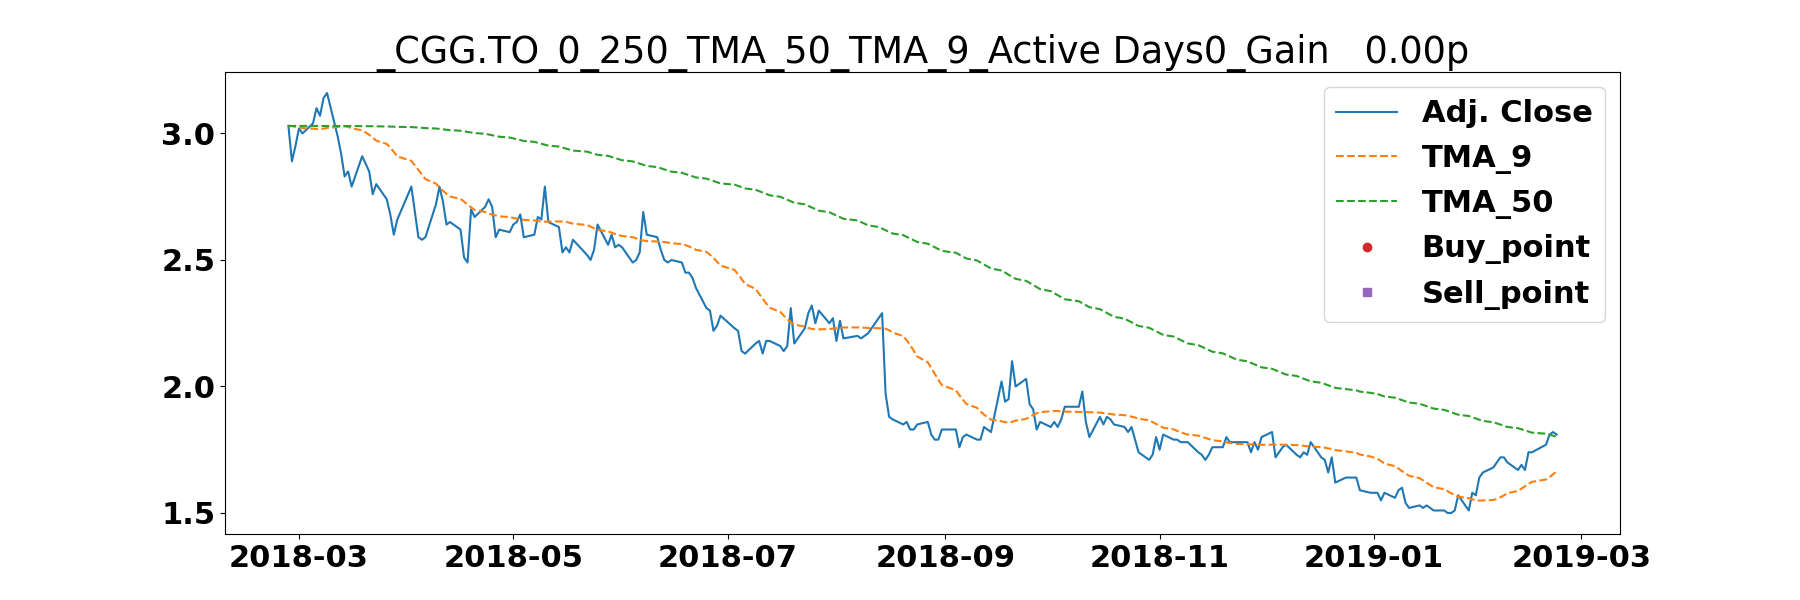 _CGG.TO_0_250_TMA_50_TMA_9_Active Days0_Gain   0.00p
Adj. Close
TMA_9
TMA_50
Buy_point
Sell_point
3.0
2.5
2.0
1.5
2018-03 2018-05 2018-07 2018-09 2018-11 2019-01 2019-03